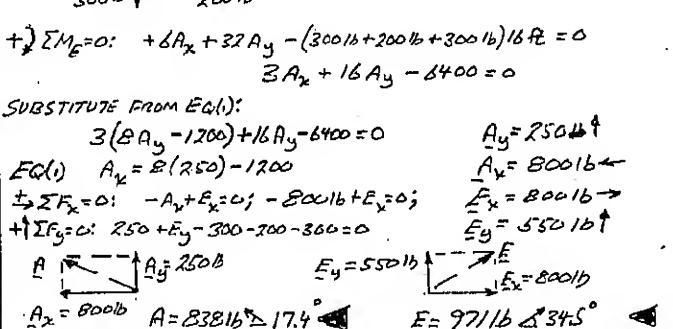 +↻ ΣM_E=0: +6A_x + 32A_y − (300 lb + 200 lb + 300 lb)16 ft = 0
3A_x + 16A_y − 6400 = 0
SUBSTITUTE FROM EQ(1):
3(8A_y − 1200) + 16A_y − 6400 = 0 A_y = 250 lb ↑
EQ(1) A_x = 8(250) − 1200 A_x = 800 lb ←
+→ ΣF_x=0: −A_x + E_x = 0; −800 lb + E_x = 0; E_x = 800 lb →
+↑ ΣF_y=0: 250 + E_y − 300 − 200 − 300 = 0 E_y = 550 lb ↑
A A_y = 250 lb E_y = 550 lb E
E_x = 800 lb
A_x = 800 lb A = 838 lb 17.4° E = 971 lb 34.5°